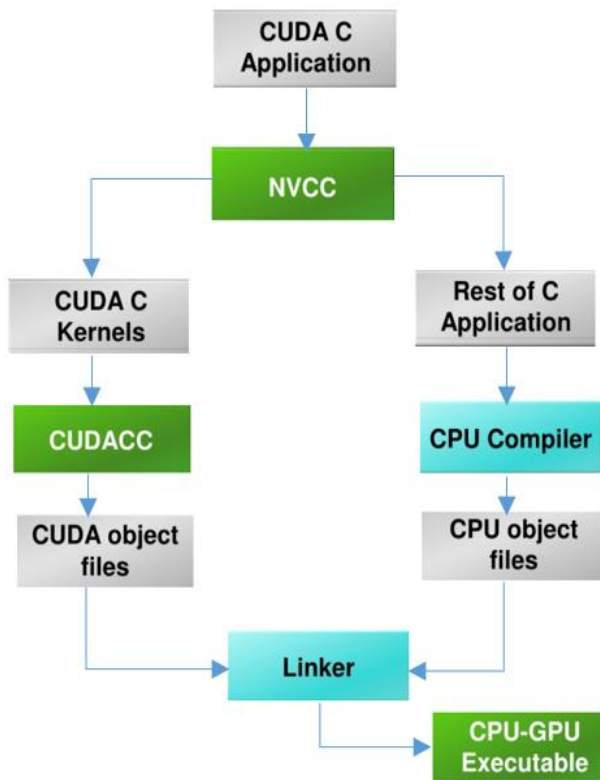 CUDA C
Application
NVCC
CUDA C
Kernels
Rest of C
Application
CUDACC
CPU Compiler
CUDA object
files
CPU object
files
Linker
CPU-GPU
Executable